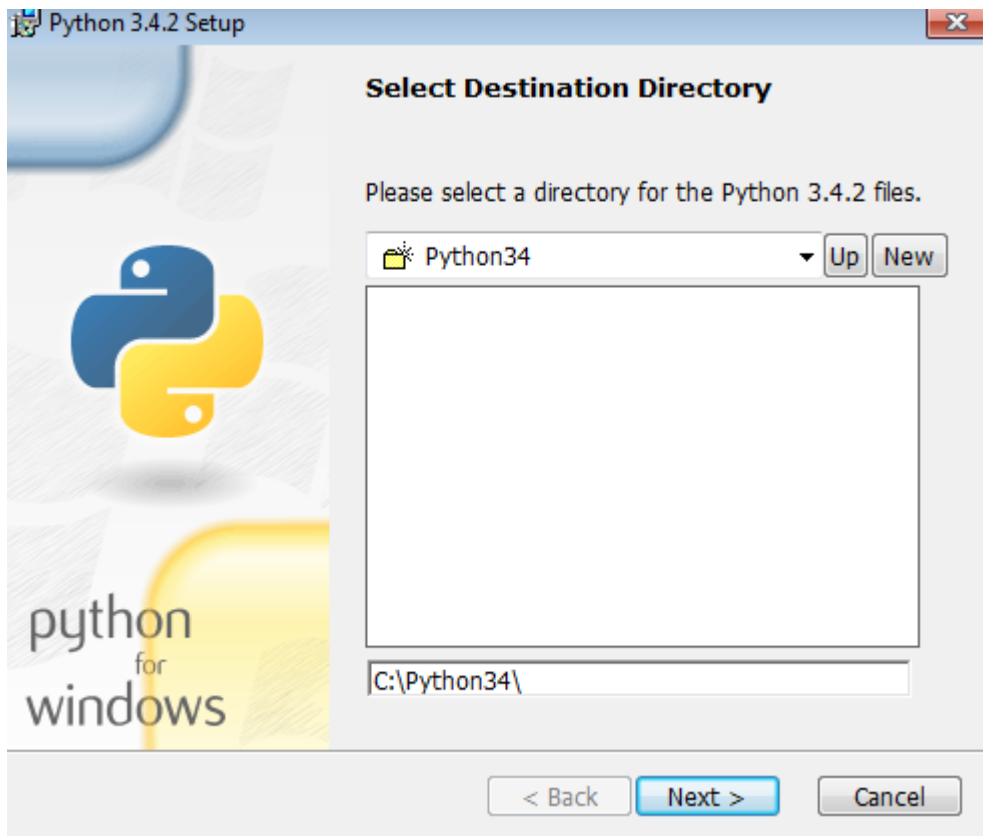 Python 3.4.2 Setup
Select Destination Directory
Please select a directory for the Python 3.4.2 files.
Python34
Up
New
C:\Python34\
python
for
windows
< Back
Next >
Cancel